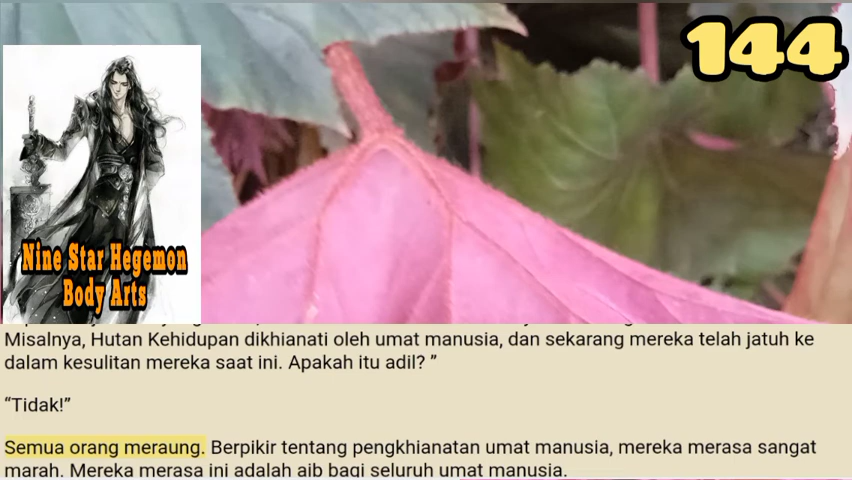 144
Nine Star Hegemon
Body Arts
Misalnya, Hutan Kehidupan dikhianati oleh umat manusia, dan sekarang mereka telah jatuh ke
dalam kesulitan mereka saat ini. Apakah itu adil? ”
“Tidak!”
Semua orang meraung. Berpikir tentang pengkhianatan umat manusia, mereka merasa sangat
marah. Mereka merasa ini adalah aib bagi seluruh umat manusia.